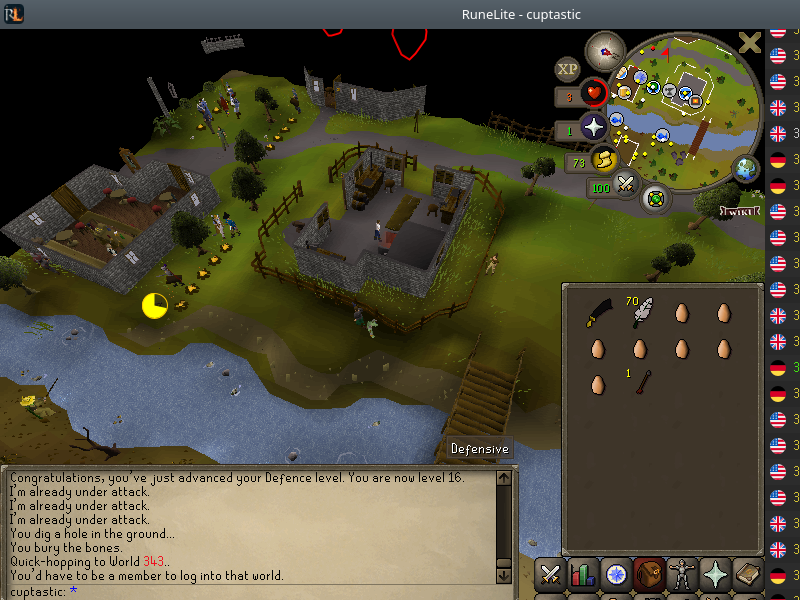 RuneLite - cuptastic
XP
3
1
73
100
WIKI
70
1
Defensive
Congratulations, you've just advanced your Defence level. You are now level 16.
I'm already under attack.
I'm already under attack.
I'm already under attack.
You dig a hole in the ground...
You bury the bones.
Quick-hopping to World 343..
You'd have to be a member to log into that world.
cuptastic: *